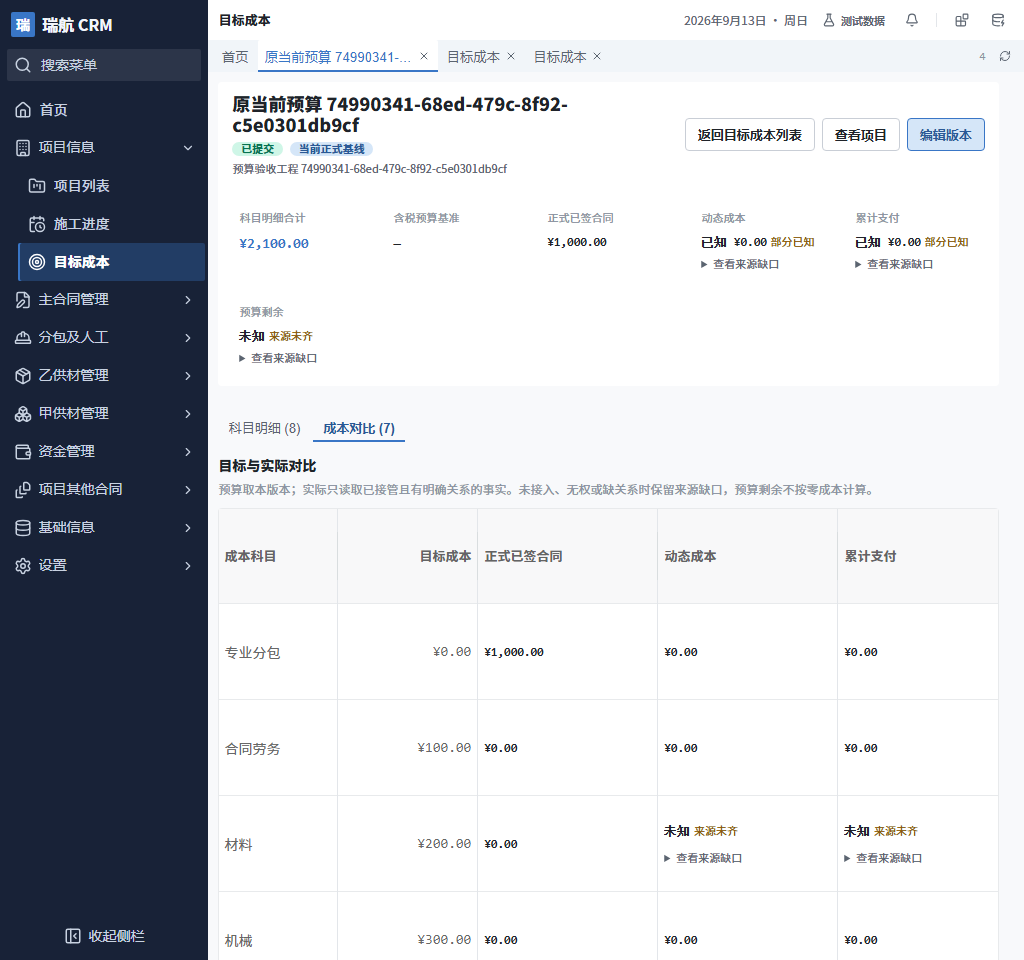 瑞 瑞航 CRM
搜索菜单
首页
项目信息
项目列表
施工进度
目标成本
主合同管理
分包及人工
乙供材管理
甲供材管理
资金管理
项目其他合同
基础信息
设置
收起侧栏
目标成本
2026年9月13日 · 周日 测试数据
首页 原当前预算 74990341-... × 目标成本 × 目标成本 × 4
原当前预算 74990341-68ed-479c-8f92-
c5e0301db9cf
已提交 当前正式基线
预算验收工程 74990341-68ed-479c-8f92-c5e0301db9cf
返回目标成本列表 查看项目 编辑版本
科目明细合计 含税预算基准 正式已签合同 动态成本 累计支付
¥2,100.00 — ¥1,000.00 已知 ¥0.00 部分已知 已知 ¥0.00 部分已知
查看来源缺口 查看来源缺口
预算剩余
未知 来源未齐
查看来源缺口
科目明细 (8) 成本对比 (7)
目标与实际对比
预算取本版本；实际只读取已接管且有明确关系的事实。未接入、无权或缺关系时保留来源缺口，预算剩余不按零成本计算。
成本科目 目标成本 正式已签合同 动态成本 累计支付
专业分包 ¥0.00 ¥1,000.00 ¥0.00 ¥0.00
合同劳务 ¥100.00 ¥0.00 ¥0.00 ¥0.00
材料 ¥200.00 ¥0.00 未知 来源未齐 未知 来源未齐
查看来源缺口 查看来源缺口
机械 ¥300.00 ¥0.00 ¥0.00 ¥0.00